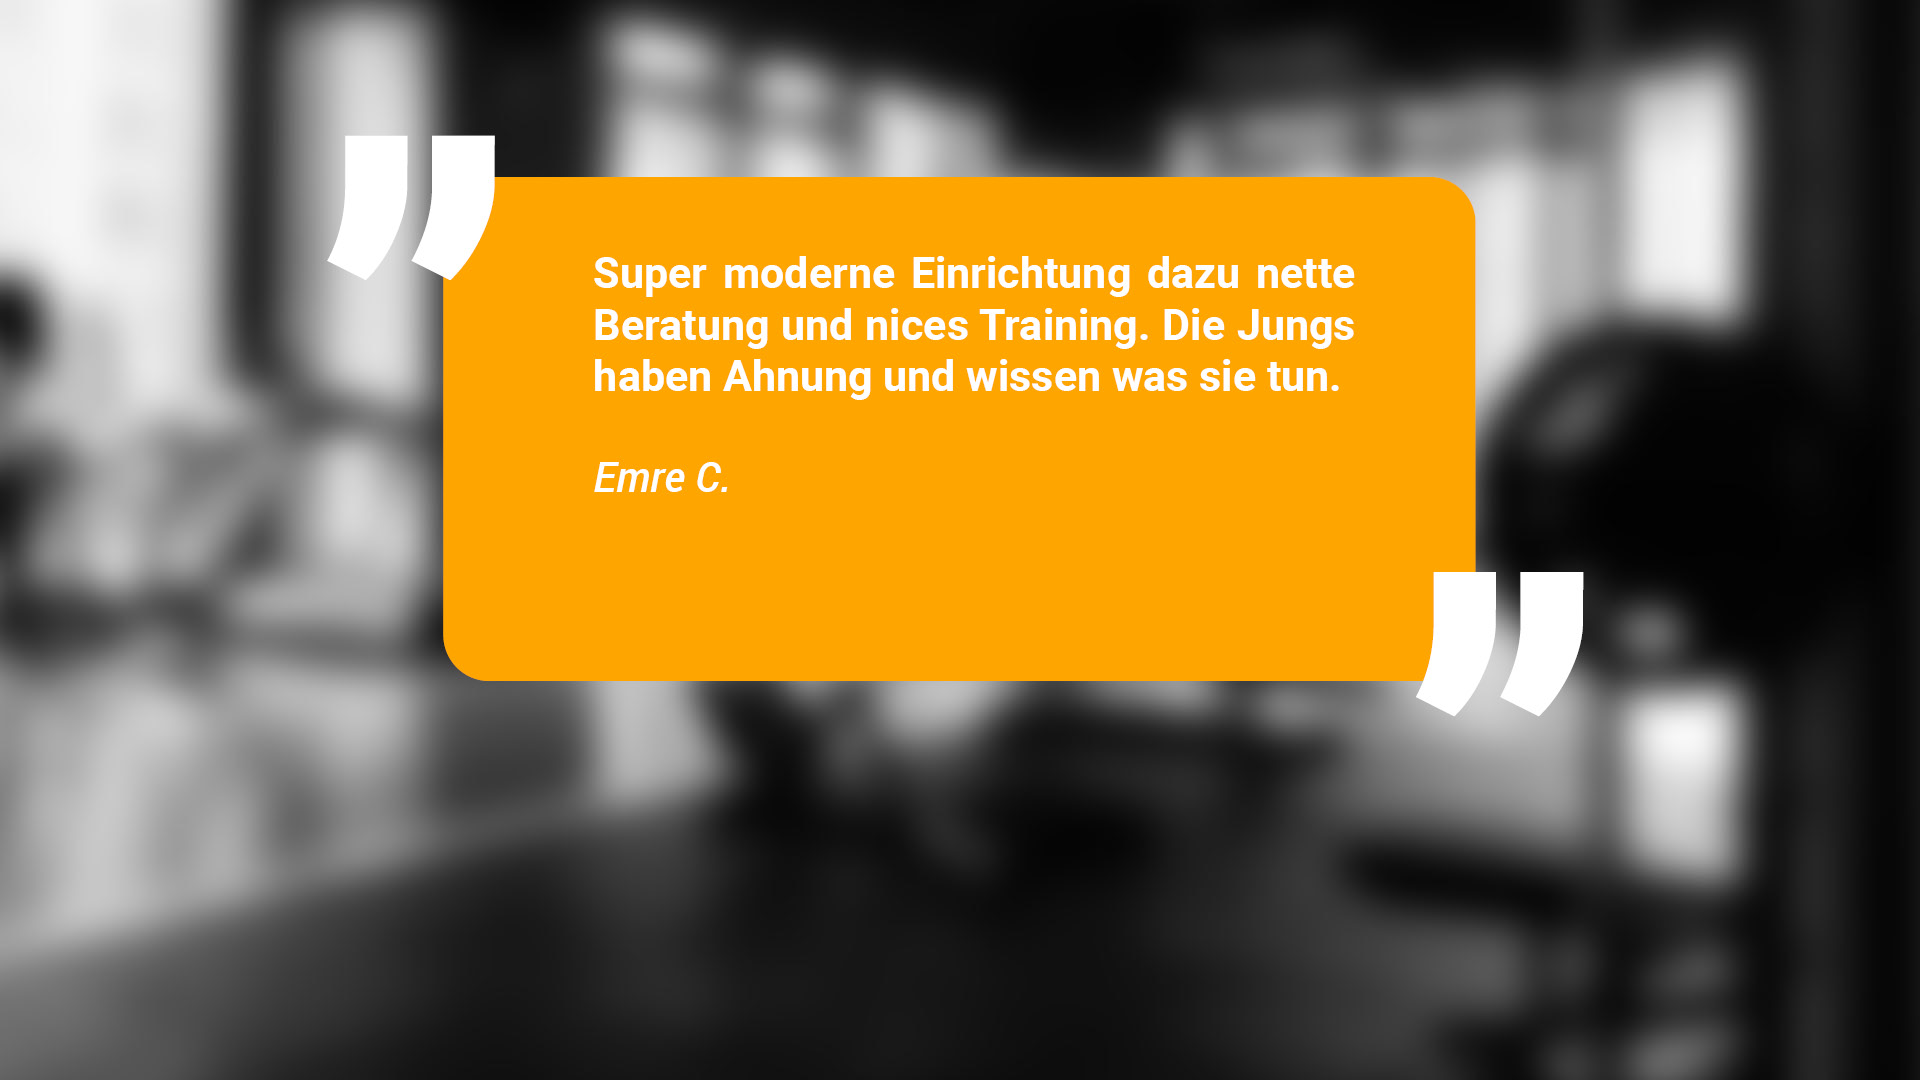 ”
Super moderne Einrichtung dazu nette
Beratung und nices Training. Die Jungs
haben Ahnung und wissen was sie tun.
Emre C.
”